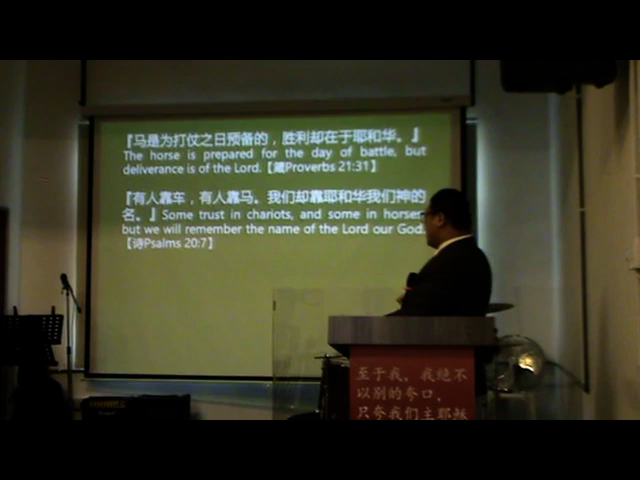 『马是为打仗之日预备的，胜利却在于耶和华。』
The horse is prepared for the day of battle, but
deliverance is of the Lord.【箴Proverbs 21:31】
『有人靠车，有人靠马。我们却靠耶和华我们神的
名。』Some trust in chariots, and some in horses
but we will remember the name of the Lord our God.
【诗Psalms 20:7】
至于我，我绝不
以别的夸口，
只夸我们主耶稣